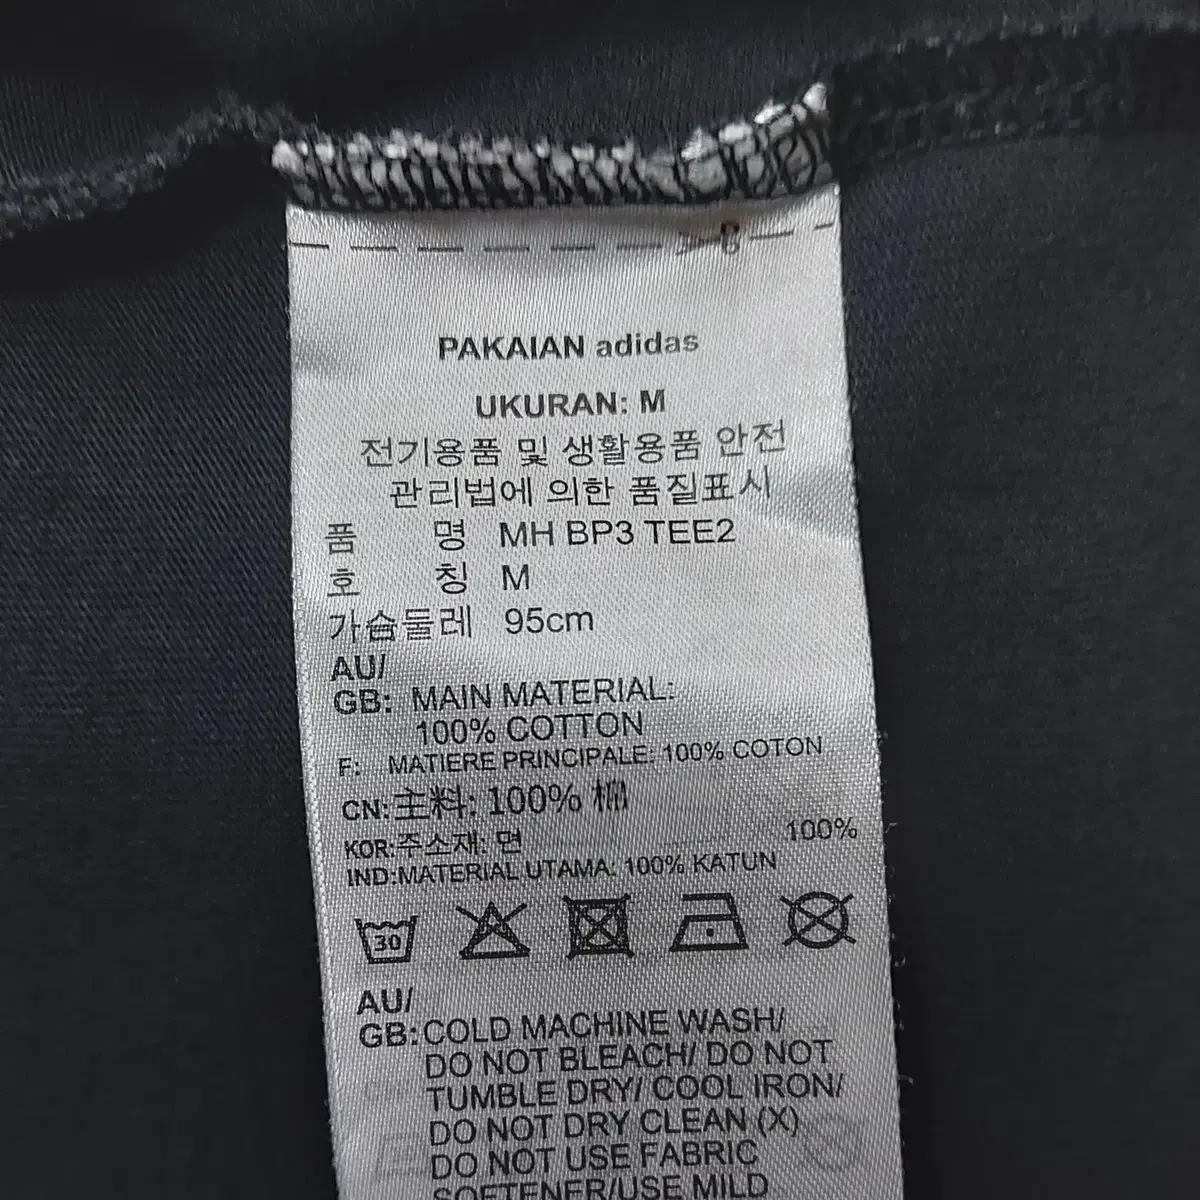 PAKAIAN adidas
UKURAN: M
전기용품 및 생활용품 안전
관리법에 의한 품질표시
품 명 MH BP3 TEE2
호 칭 M
가슴둘레 95cm
AU/
GB: MAIN MATERIAL:
100% COTTON
F: MATIERE PRINCIPALE: 100% COTON
CN:主料: 100% 棉
KOR:주소재: 면 100%
IND:MATERIAL UTAMA: 100% KATUN
30
AU/
GB:COLD MACHINE WASH/
DO NOT BLEACH/ DO NOT
TUMBLE DRY/ COOL IRON/
DO NOT DRY CLEAN (X)
DO NOT USE FABRIC
SOFTENER/USE MILD